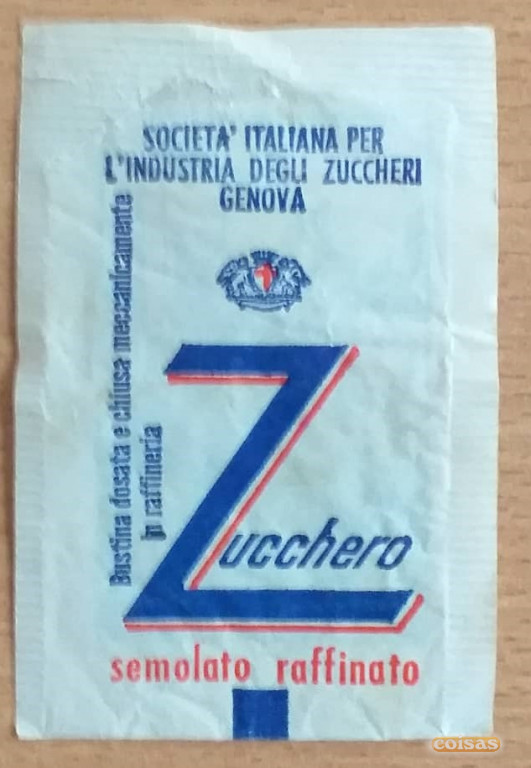 SOCIETA' ITALIANA PER
L'INDUSTRIA DEGLI ZUCCHERI
GENOVA
Bustina dosata e chiusa meccanicamente
in raffineria
Zucchero
semolato raffinato
coisas